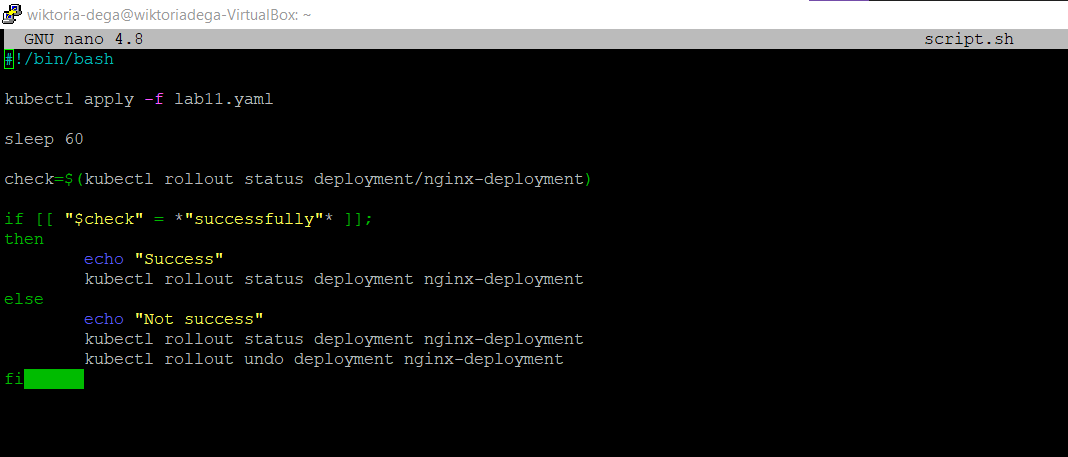 wiktoria-dega@wiktoriadega-VirtualBox: ~
GNU nano 4.8 script.sh
#!/bin/bash
kubectl apply -f lab11.yaml
sleep 60
check=$(kubectl rollout status deployment/nginx-deployment)
if [[ "$check" = *"successfully"* ]];
then
echo "Success"
kubectl rollout status deployment nginx-deployment
else
echo "Not success"
kubectl rollout status deployment nginx-deployment
kubectl rollout undo deployment nginx-deployment
fi